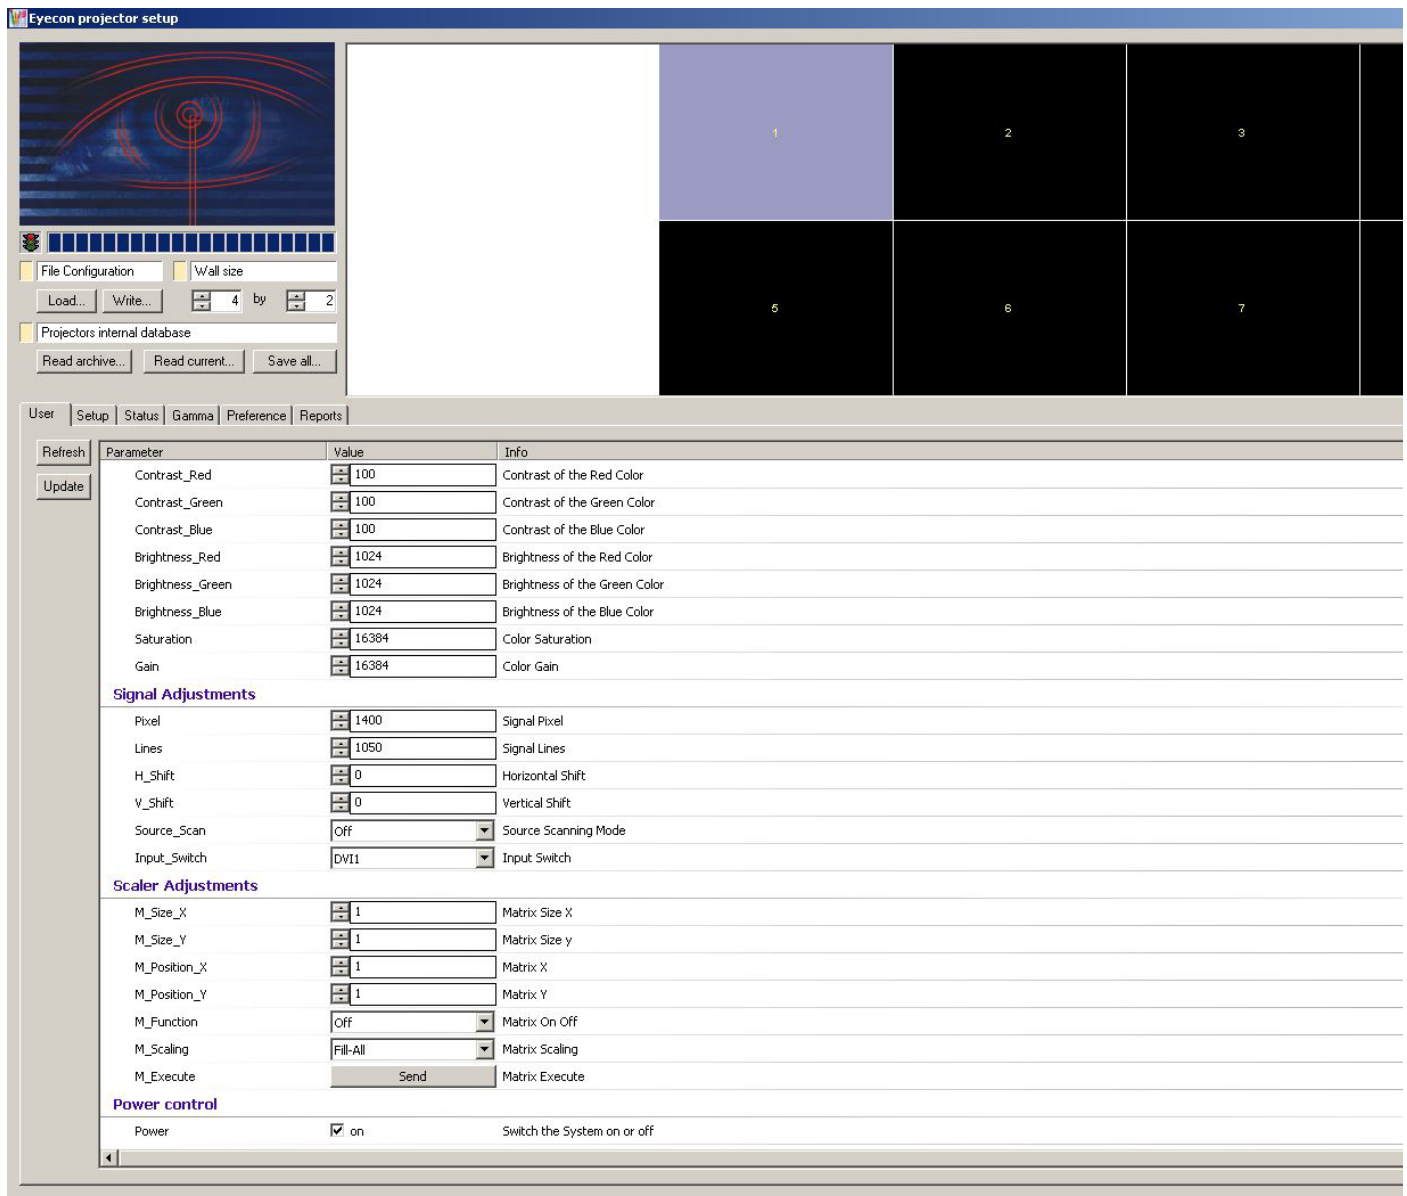 Eyecon projector setup
1 2 3
5 6 7
File Configuration Wall size
Load... Write... 4 by 2
Projectors internal database
Read archive... Read current... Save all...
User Setup Status Gamma Preference Reports
Refresh
Update
Parameter Value Info
Contrast_Red 100 Contrast of the Red Color
Contrast_Green 100 Contrast of the Green Color
Contrast_Blue 100 Contrast of the Blue Color
Brightness_Red 1024 Brightness of the Red Color
Brightness_Green 1024 Brightness of the Green Color
Brightness_Blue 1024 Brightness of the Blue Color
Saturation 16384 Color Saturation
Gain 16384 Color Gain
Signal Adjustments
Pixel 1400 Signal Pixel
Lines 1050 Signal Lines
H_Shift 0 Horizontal Shift
V_Shift 0 Vertical Shift
Source_Scan Off Source Scanning Mode
Input_Switch DVI1 Input Switch
Scaler Adjustments
M_Size_X 1 Matrix Size X
M_Size_Y 1 Matrix Size y
M_Position_X 1 Matrix X
M_Position_Y 1 Matrix Y
M_Function Off Matrix On Off
M_Scaling Fill-All Matrix Scaling
M_Execute Send Matrix Execute
Power control
Power on Switch the System on or off